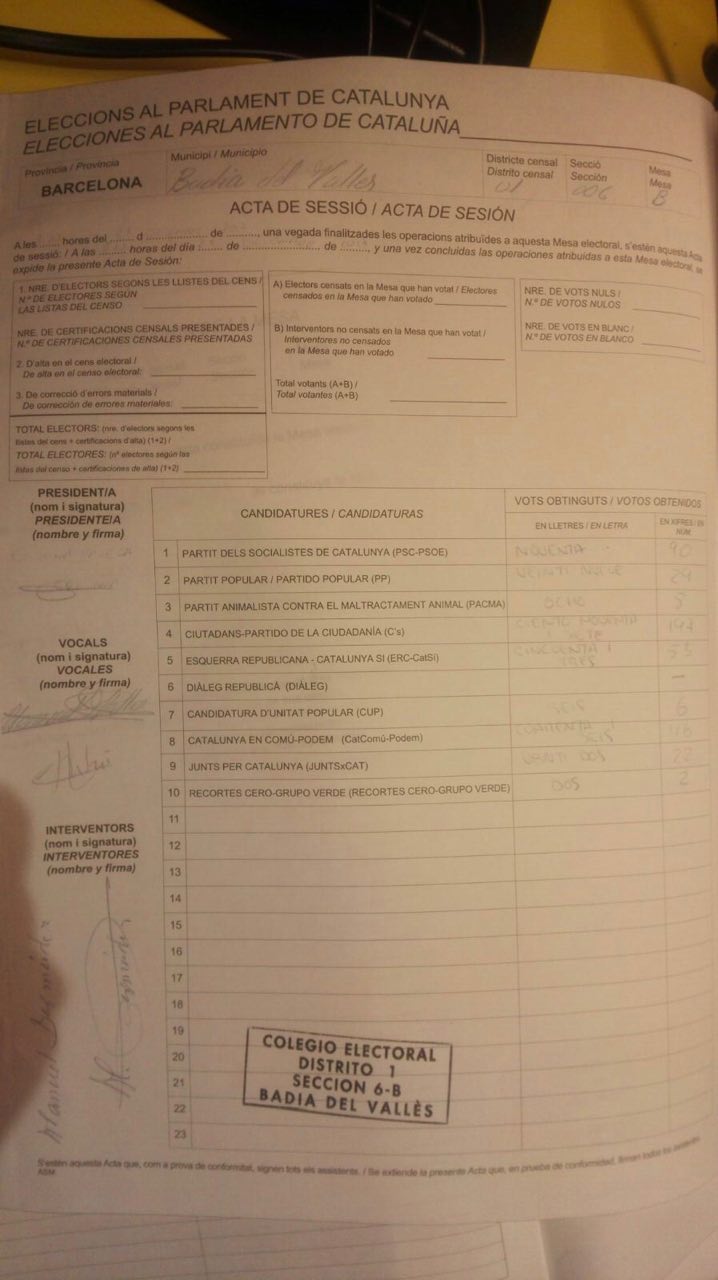 ELECCIONS AL PARLAMENT DE CATALUNYA
ELECCIONES AL PARLAMENTO DE CATALUÑA
Província / Provincia
BARCELONA
Municipi / Municipio
Badia del Valles
Districte censal
Distrito censal
01
Secció
Sección
006
Mesa
Mesa
B
ACTA DE SESSIÓ / ACTA DE SESIÓN
A les ........ hores del ........ d ........ de ........, una vegada finalitzades les operacions atribuïdes a aquesta Mesa electoral, s'estén aquesta Acta
de sessió: / A las ........ horas del día ........ de ........ de ........ y una vez concluidas las operaciones atribuidas a esta Mesa electoral, se
expide la presente Acta de Sesión:
1. NRE. D'ELECTORS SEGONS LES LLISTES DEL CENS /
N.º DE ELECTORES SEGÚN
LAS LISTAS DEL CENSO
NRE. DE CERTIFICACIONS CENSALS PRESENTADES /
N.º DE CERTIFICACIONES CENSALES PRESENTADAS
2. D'alta en el cens electoral /
De alta en el censo electoral:
3. De correcció d'errors materials /
De corrección de errores materiales:
TOTAL ELECTORS: (nre. d'electors segons les
llistes del cens + certificacions d'alta) (1+2) /
TOTAL ELECTORES: (nº electores según las
listas del censo + certificaciones de alta) (1+2)
A) Electors censats en la Mesa que han votat / Electores
censados en la Mesa que han votado
B) Interventors no censats en la Mesa que han votat /
Interventores no censados
en la Mesa que han votado
Total votants (A+B) /
Total votantes (A+B)
NRE. DE VOTS NULS /
N.º DE VOTOS NULOS
NRE. DE VOTS EN BLANC /
N.º DE VOTOS EN BLANCO
PRESIDENT/A
(nom i signatura)
PRESIDENTE/A
(nombre y firma)
VOCALS
(nom i signatura)
VOCALES
(nombre y firma)
INTERVENTORS
(nom i signatura)
INTERVENTORES
(nombre y firma)
CANDIDATURES / CANDIDATURAS
VOTS OBTINGUTS / VOTOS OBTENIDOS
EN LLETRES / EN LETRA
EN XIFRES / EN NÚM.
1 PARTIT DELS SOCIALISTES DE CATALUNYA (PSC-PSOE) NOVENTA 90
2 PARTIT POPULAR / PARTIDO POPULAR (PP) VEINTI NUEVE 29
3 PARTIT ANIMALISTA CONTRA EL MALTRACTAMENT ANIMAL (PACMA) OCHO 8
4 CIUTADANS-PARTIDO DE LA CIUDADANÍA (C's) CIENTO NOVENTA
5 ESQUERRA REPUBLICANA - CATALUNYA SI (ERC-CatSí) CINCUENTA I TRES 53
6 DIÀLEG REPUBLICÀ (DIÀLEG) —
7 CANDIDATURA D'UNITAT POPULAR (CUP) SEIS 6
8 CATALUNYA EN COMÚ-PODEM (CatComú-Podem)
9 JUNTS PER CATALUNYA (JUNTSxCAT) VEINTI DOS 22
10 RECORTES CERO-GRUPO VERDE (RECORTES CERO-GRUPO VERDE) DOS 2
11
12
13
14
15
16
17
18
19
20
21
22
23
COLEGIO ELECTORAL
DISTRITO 1
SECCION 6-B
BADIA DEL VALLÈS
S'estén aquesta Acta que, com a prova de conformitat, signen tots els assistents. / Se extiende la presente Acta que, en prueba de conformidad, firman todos los asistentes.